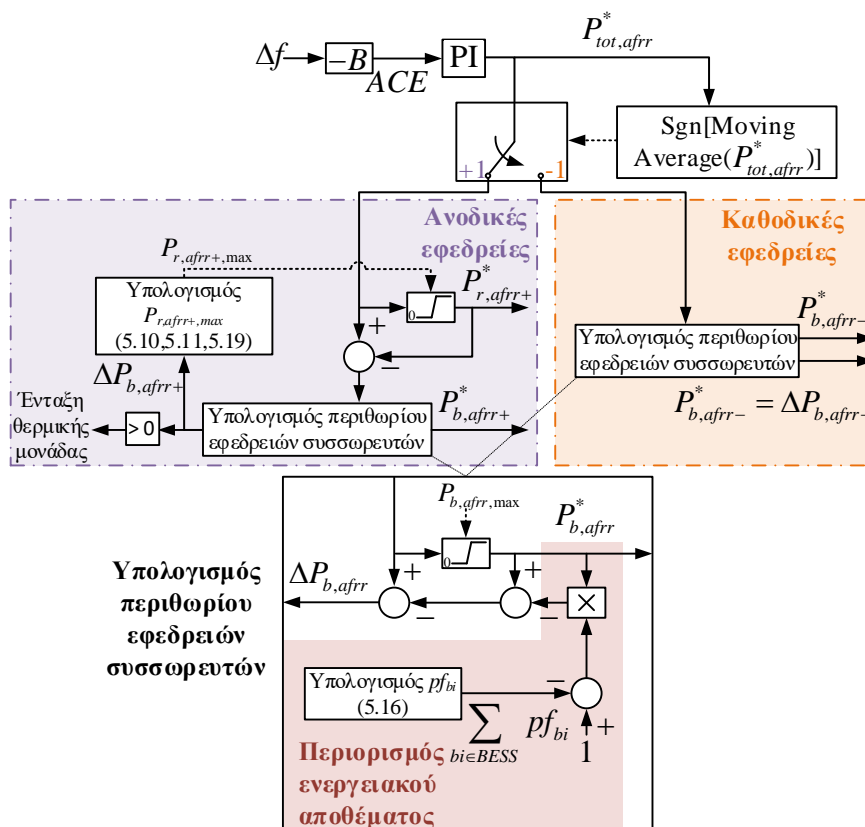 Δf
−B
ACE
PI
P*tot,afrr
Sgn[Moving
Average(P*tot,afrr)]
+1
-1
Ανοδικές
εφεδρείες
Καθοδικές
εφεδρείες
Pr,afrr+,max
Υπολογισμός
Pr,afrr+,max
(5.10,5.11,5.19)
0
P*r,afrr+
+
−
ΔPb,afrr+
Ένταξη
θερμικής
μονάδας
> 0
Υπολογισμός περιθωρίου
εφεδρειών συσσωρευτών
P*b,afrr+
Υπολογισμός περιθωρίου
εφεδρειών συσσωρευτών
P*b,afrr−
P*b,afrr− = ΔPb,afrr−
Υπολογισμός
περιθωρίου
εφεδρειών
συσσωρευτών
Pb,afrr,max
P*b,afrr
0
+
+
ΔPb,afrr
−
−
×
Υπολογισμός pfbi
(5.16)
−
∑ pfbi
bi∈BESS
1
+
Περιορισμός
ενεργειακού
αποθέματος